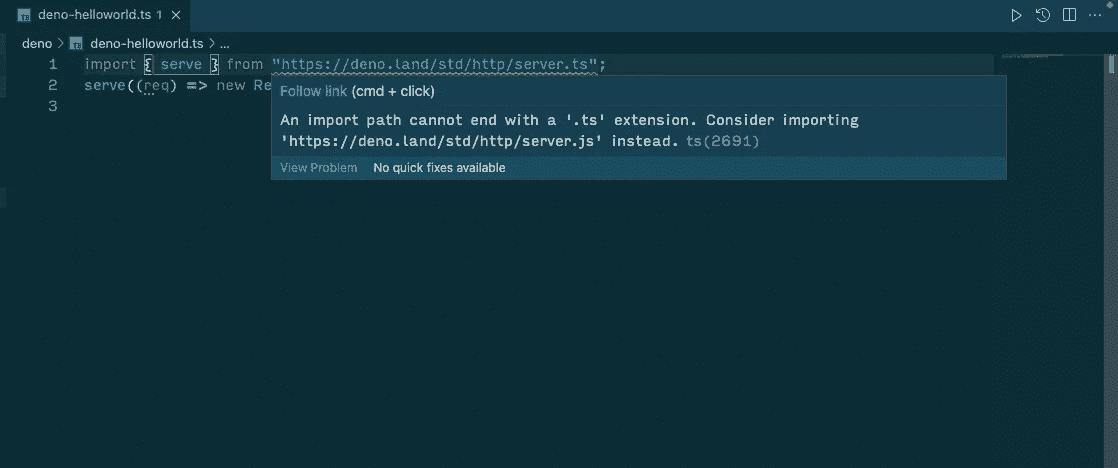 deno-helloworld.ts 1
deno > deno-helloworld.ts > ...
1 import { serve } from "https://deno.land/std/http/server.ts";
2 serve((req) => new Re
3
Follow link (cmd + click)
An import path cannot end with a '.ts' extension. Consider importing
'https://deno.land/std/http/server.js' instead. ts(2691)
View Problem No quick fixes available